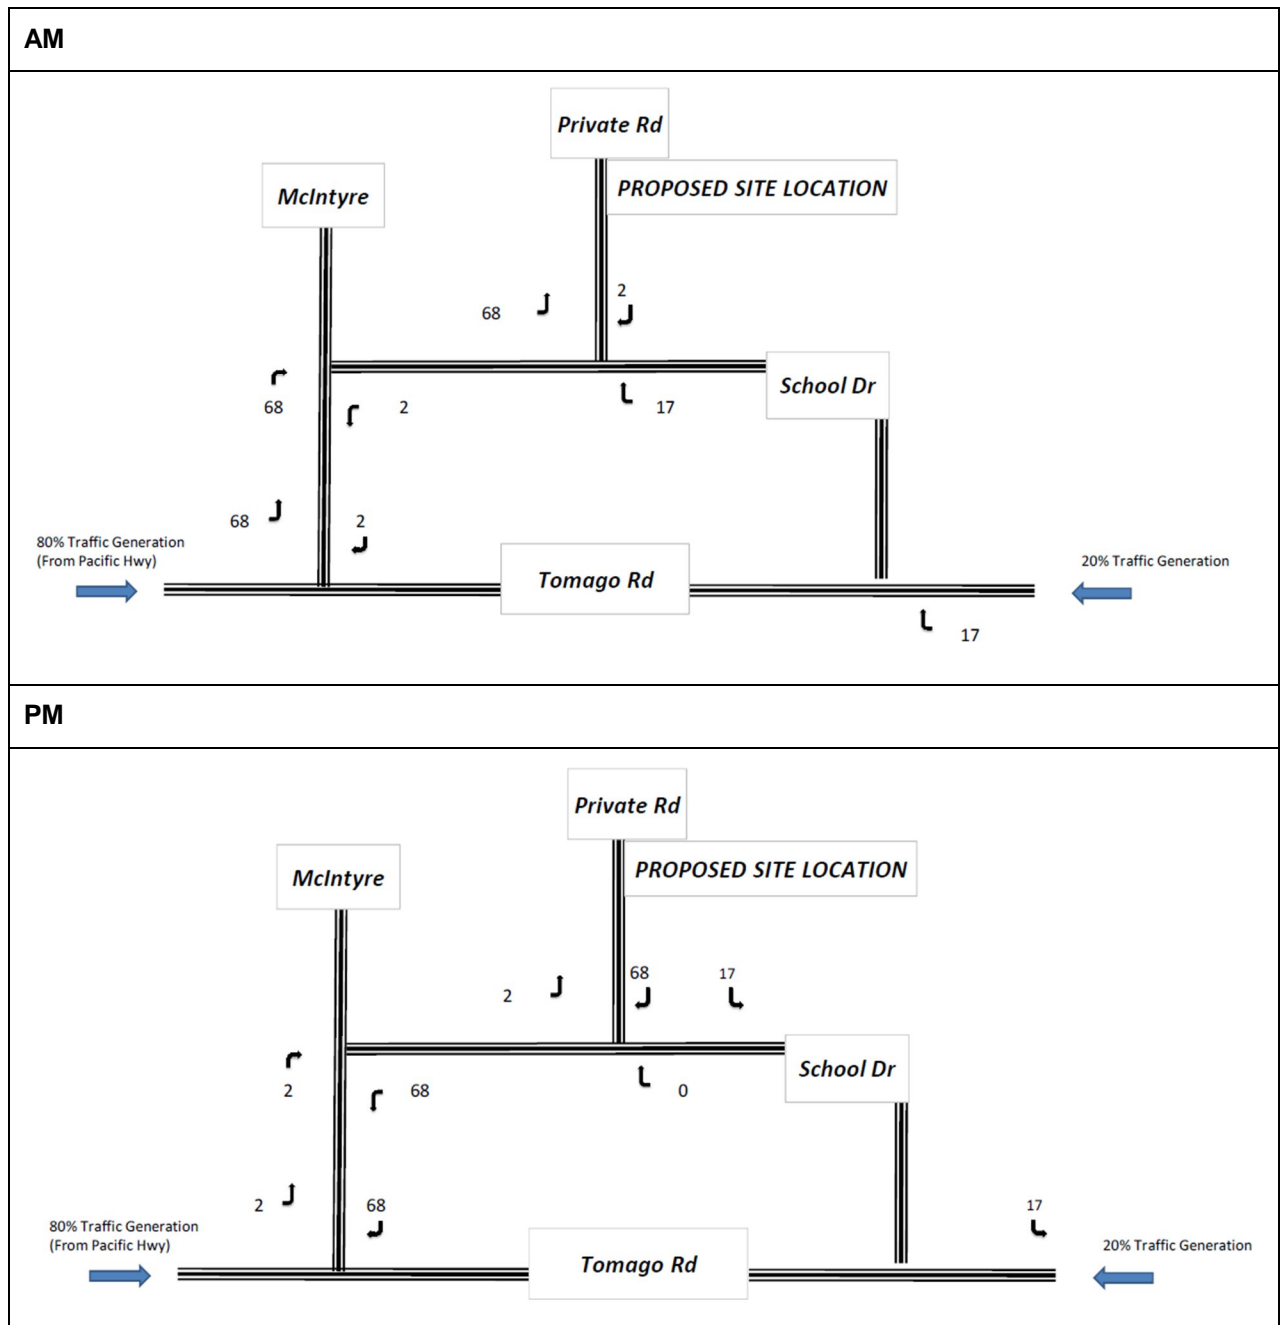 AM
Private Rd
PROPOSED SITE LOCATION
McIntyre
68
2
School Dr
68
2
17
68
2
80% Traffic Generation
(From Pacific Hwy)
Tomago Rd
20% Traffic Generation
17
PM
Private Rd
PROPOSED SITE LOCATION
McIntyre
2
68
17
School Dr
2
68
0
2
68
17
80% Traffic Generation
(From Pacific Hwy)
Tomago Rd
20% Traffic Generation